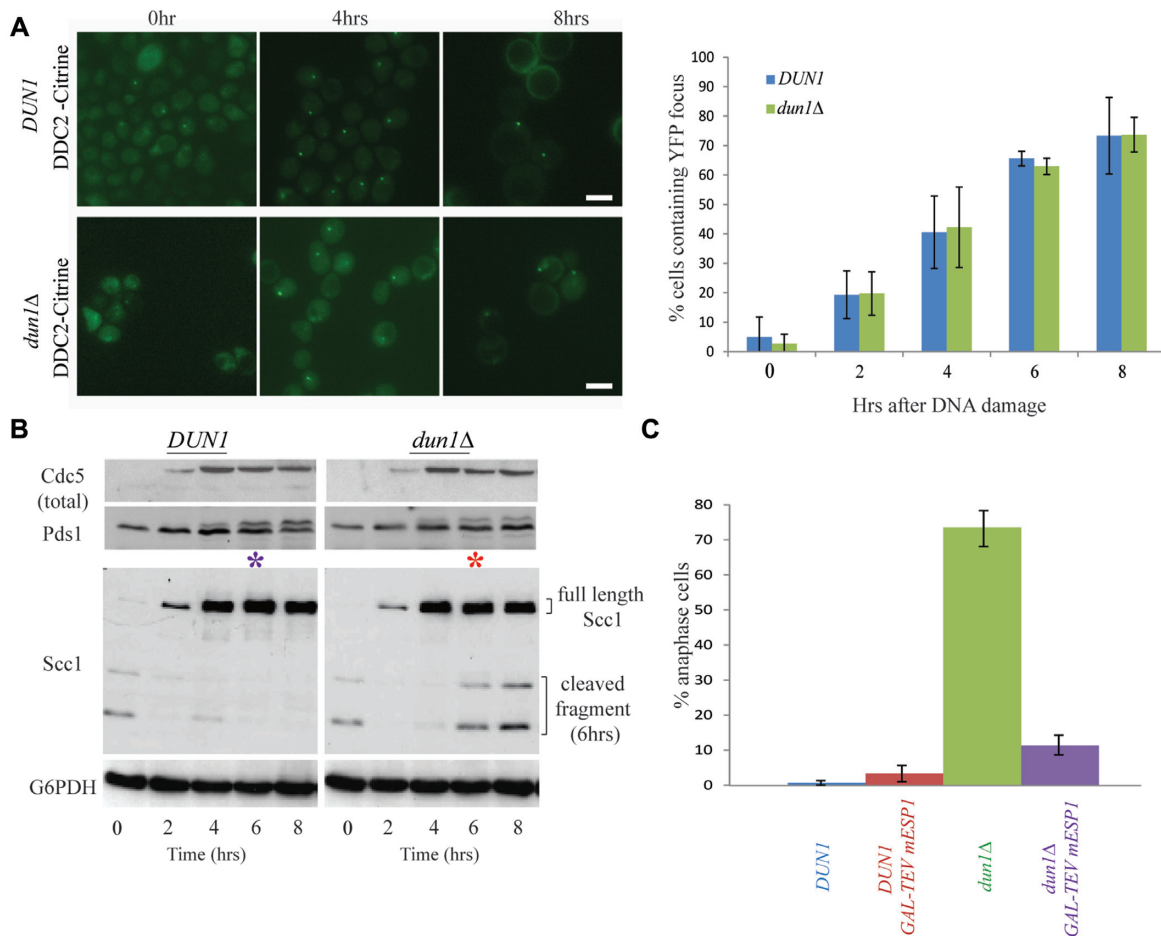 A
0hr 4hrs 8hrs
DUN1
DDC2 -Citrine
dun1Δ
DDC2-Citrine
% cells containing YFP focus
100
90
80
70
60
50
40
30
20
10
0
DUN1
dun1Δ
0 2 4 6 8
Hrs after DNA damage
B
DUN1 dun1Δ
Cdc5
(total)
Pds1
* *
Scc1
full length
Scc1
cleaved
fragment
(6hrs)
G6PDH
0 2 4 6 8 0 2 4 6 8
Time (hrs) Time (hrs)
C
% anaphase cells
80
70
60
50
40
30
20
10
0
DUN1
DUN1
GAL-TEV mESP1
dun1Δ
dun1Δ
GAL-TEV mESP1